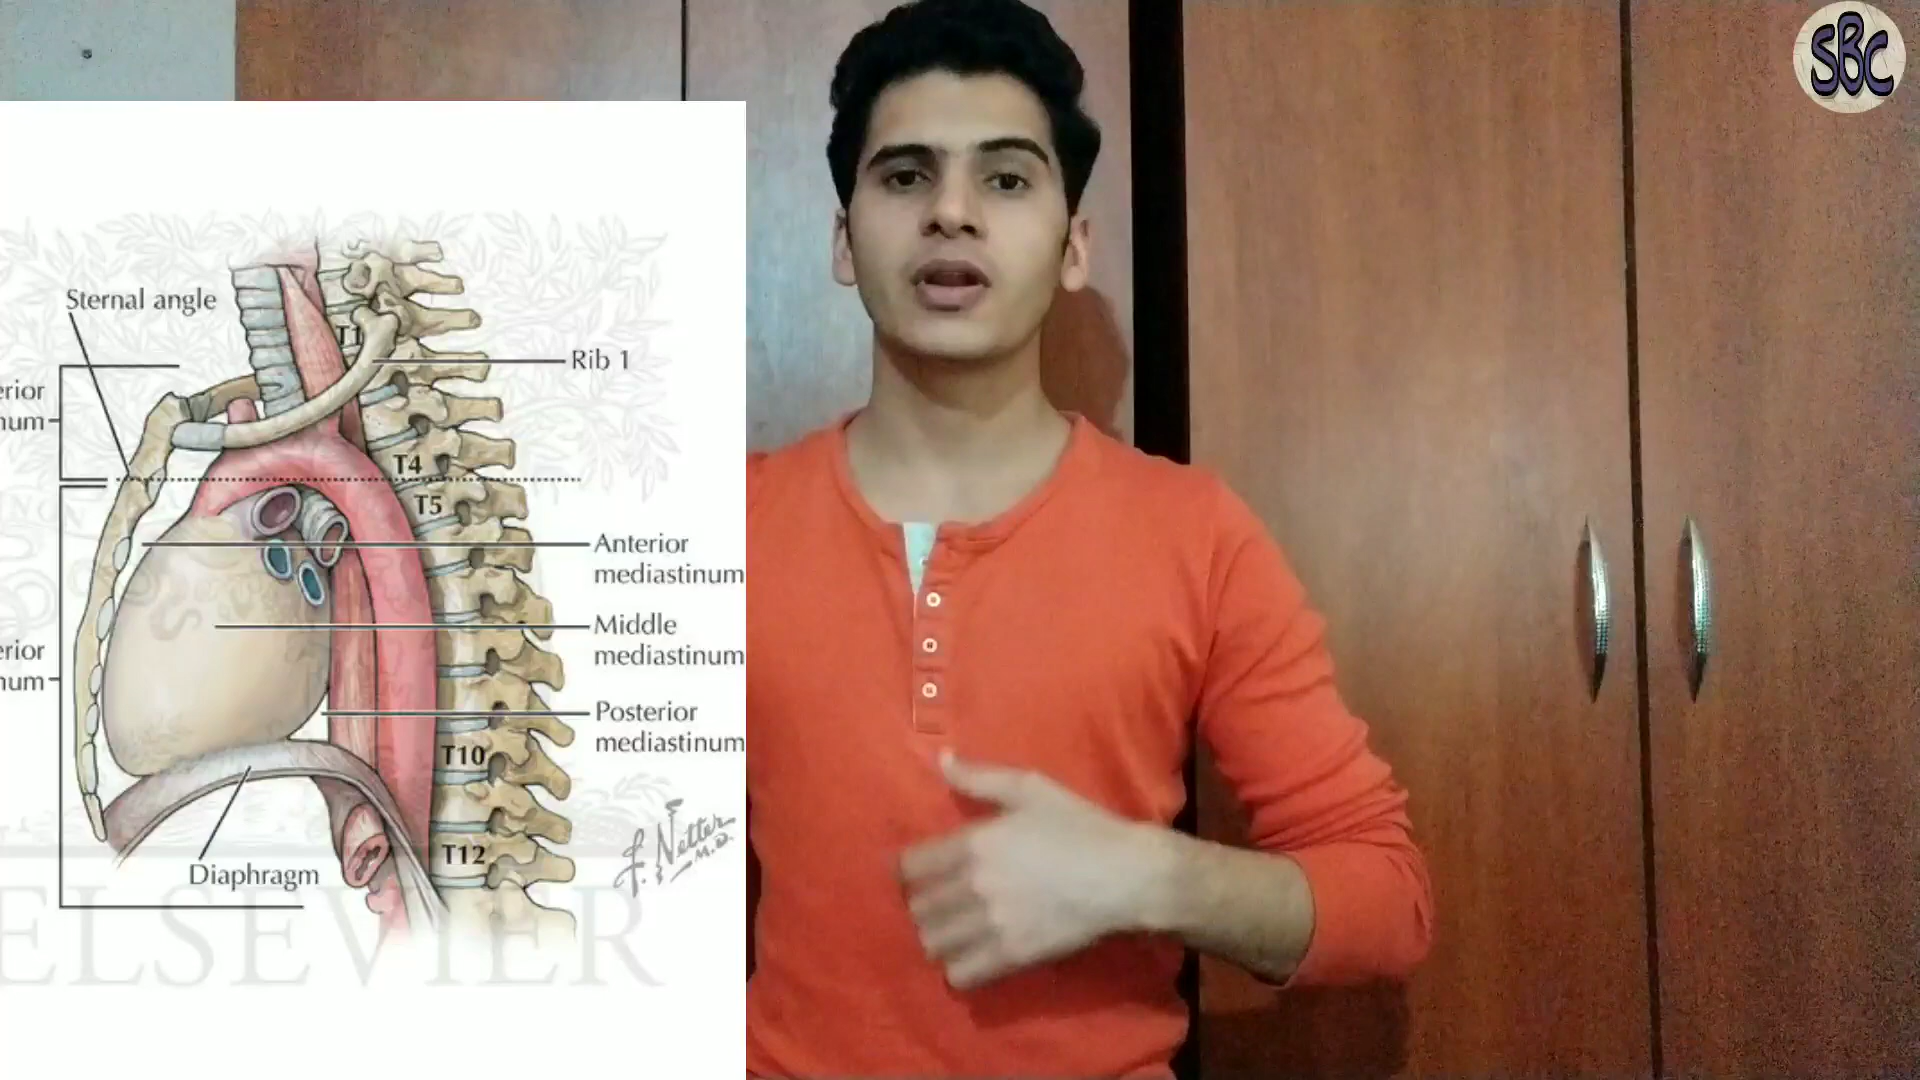 SBC
Sternal angle
T1
Rib 1
erior
num
T4
T5
Anterior
mediastinum
Middle
mediastinum
erior
num
Posterior
mediastinum
T10
T12
Diaphragm
F. Netter
M.D.
ELSEVIER